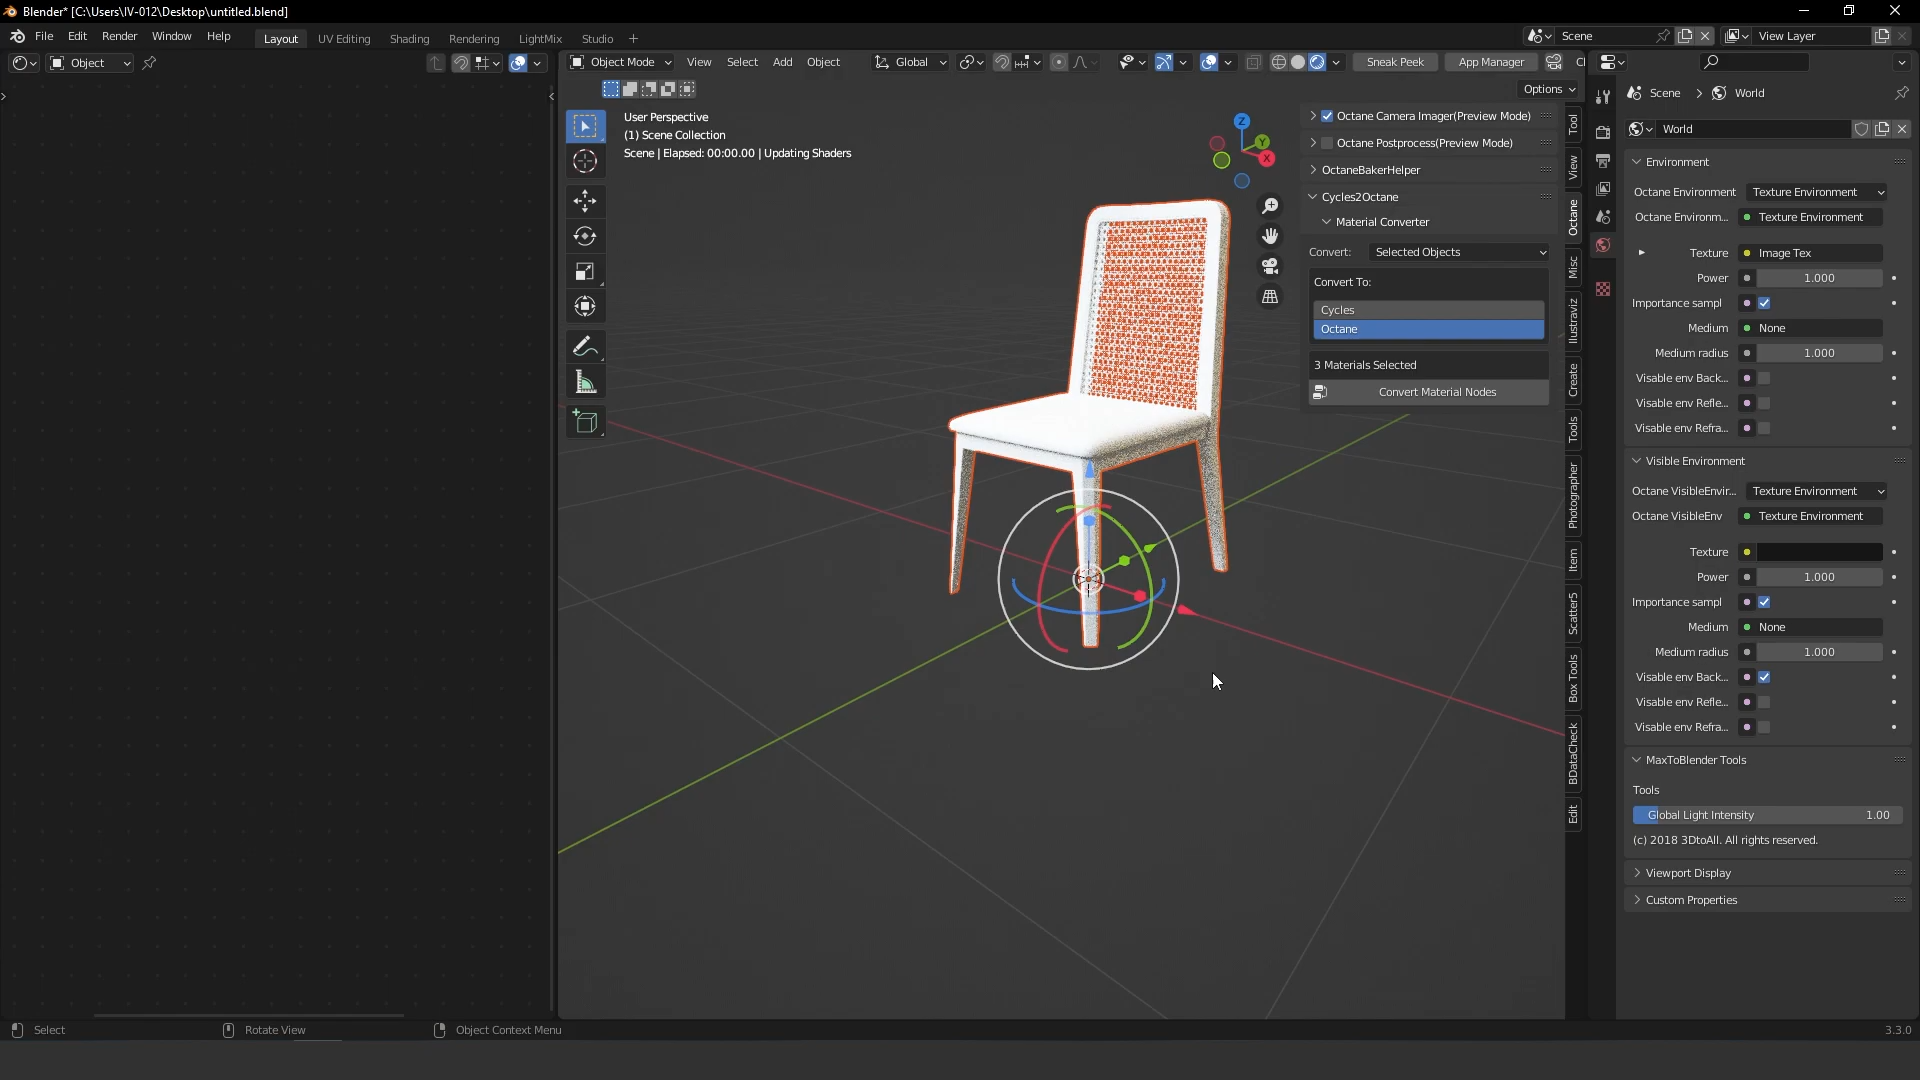 Blender* [C:\Users\IV-012\Desktop\untitled.blend]
File Edit Render Window Help
Layout UV Editing Shading Rendering LightMix Studio +
Scene
View Layer
Object
Object Mode View Select Add Object
Global
Sneak Peek
App Manager
Options
User Perspective
(1) Scene Collection
Scene | Elapsed: 00:00.00 | Updating Shaders
Z
Y
X
Octane Camera Imager(Preview Mode)
Octane Postprocess(Preview Mode)
OctaneBakerHelper
Cycles2Octane
Material Converter
Convert: Selected Objects
Convert To:
Cycles
Octane
3 Materials Selected
Convert Material Nodes
Tool
View
Octane
Misc
Ilustraviz
Create
Tools
Photographer
Item
Scatter5
Box Tools
BDataCheck
Edit
Scene > World
World
Environment
Octane Environment Texture Environment
Octane Environm... Texture Environment
Texture Image Tex
Power 1.000
Importance sampl
Medium None
Medium radius 1.000
Visable env Back...
Visable env Refle...
Visable env Refra...
Visible Environment
Octane VisibleEnvir... Texture Environment
Octane VisibleEnv Texture Environment
Texture
Power 1.000
Importance sampl
Medium None
Medium radius 1.000
Visable env Back...
Visable env Refle...
Visable env Refra...
MaxToBlender Tools
Tools
Global Light Intensity 1.00
(c) 2018 3DtoAll. All rights reserved.
Viewport Display
Custom Properties
Select
Rotate View
Object Context Menu
3.3.0